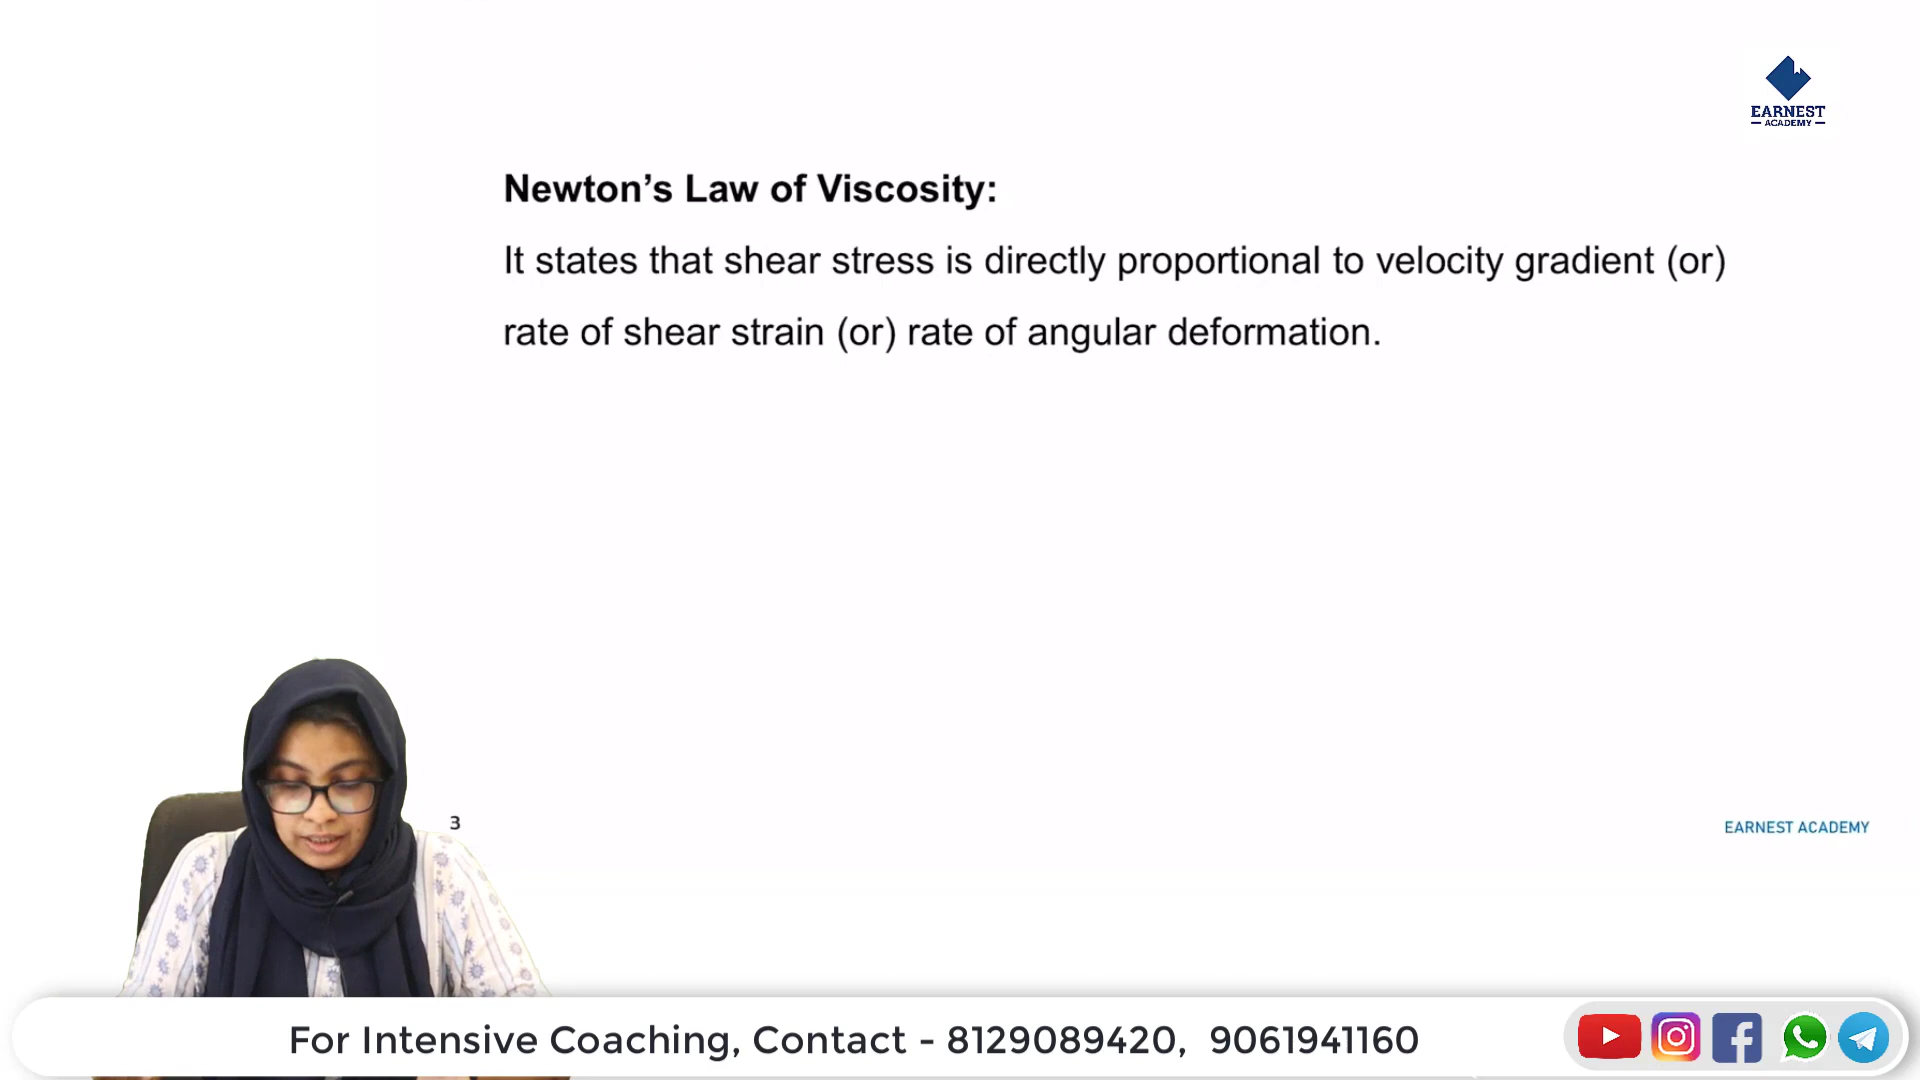 EARNEST
ACADEMY
Newton’s Law of Viscosity:
It states that shear stress is directly proportional to velocity gradient (or)
rate of shear strain (or) rate of angular deformation.
3
EARNEST ACADEMY
For Intensive Coaching, Contact - 8129089420, 9061941160